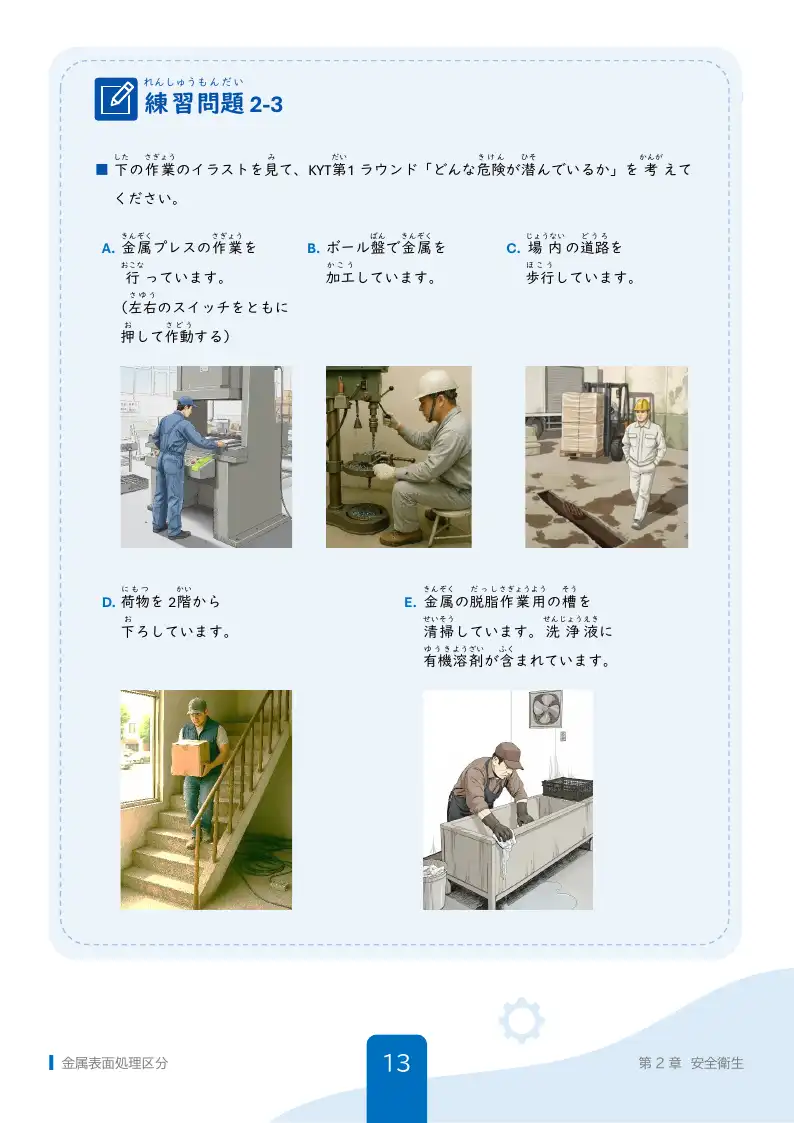 れんしゅうもんだい
練習問題 2-3
した さぎょう み だい きけん ひそ かんが
■ 下の作業のイラストを見て、KYT第1 ラウンド「どんな危険が潜んでいるか」を 考 えて
ください。
きんぞく さぎょう
A. 金属プレスの作業を
おこな
行 っています。
さゆう
（左右のスイッチをともに
お さどう
押して作動する）
ばん きんぞく
B. ボール盤で金属を
かこう
加工しています。
じょうない どうろ
C. 場 内 の道路を
ほこう
歩行しています。
にもつ かい
D. 荷物を 2階から
お
下ろしています。
きんぞく だっしさぎょうよう そう
E. 金属の脱脂作業用の槽を
せいそう せんじょうえき
清掃しています。洗 浄 液に
ゆうきようざい ふく
有機溶剤が含まれています。
金属表面処理区分
13
第 2 章 安全衛生